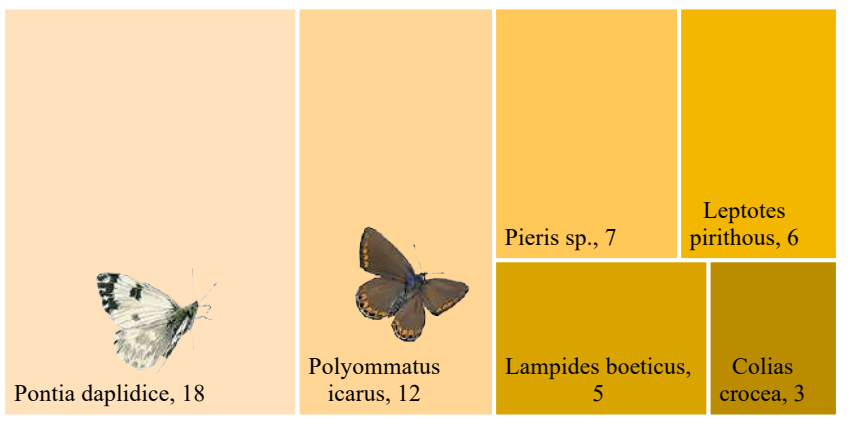 Pontia daplidice, 18
Polyommatus
icarus, 12
Pieris sp., 7
Leptotes
pirithous, 6
Lampides boeticus,
5
Colias
crocea, 3